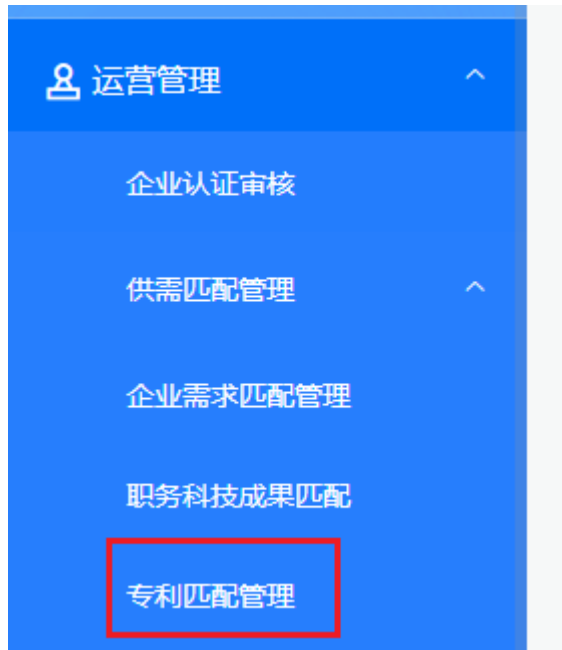 运营管理
企业认证审核
供需匹配管理
企业需求匹配管理
职务科技成果匹配
专利匹配管理